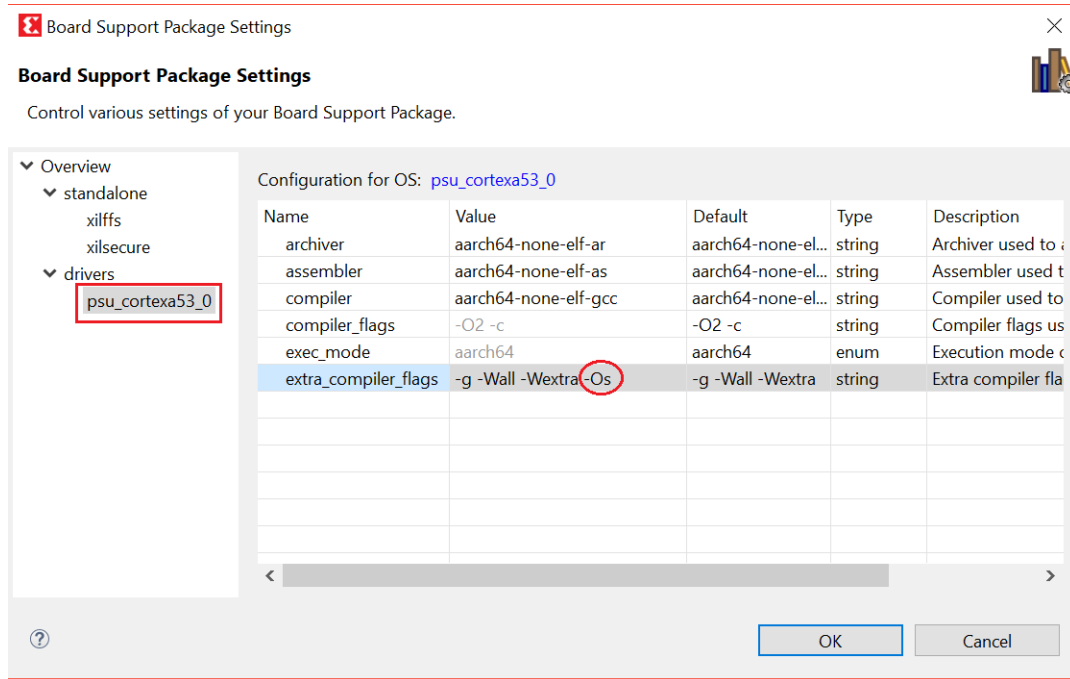 Board Support Package Settings
Board Support Package Settings
Control various settings of your Board Support Package.
Overview
standalone
xilffs
xilsecure
drivers
psu_cortexa53_0
Configuration for OS: psu_cortexa53_0
Name Value Default Type Description
archiver aarch64-none-elf-ar aarch64-none-el... string Archiver used to a
assembler aarch64-none-elf-as aarch64-none-el... string Assembler used t
compiler aarch64-none-elf-gcc aarch64-none-el... string Compiler used to
compiler_flags -O2 -c -O2 -c string Compiler flags us
exec_mode aarch64 aarch64 enum Execution mode c
extra_compiler_flags -g -Wall -Wextra -Os -g -Wall -Wextra string Extra compiler fla
OK Cancel